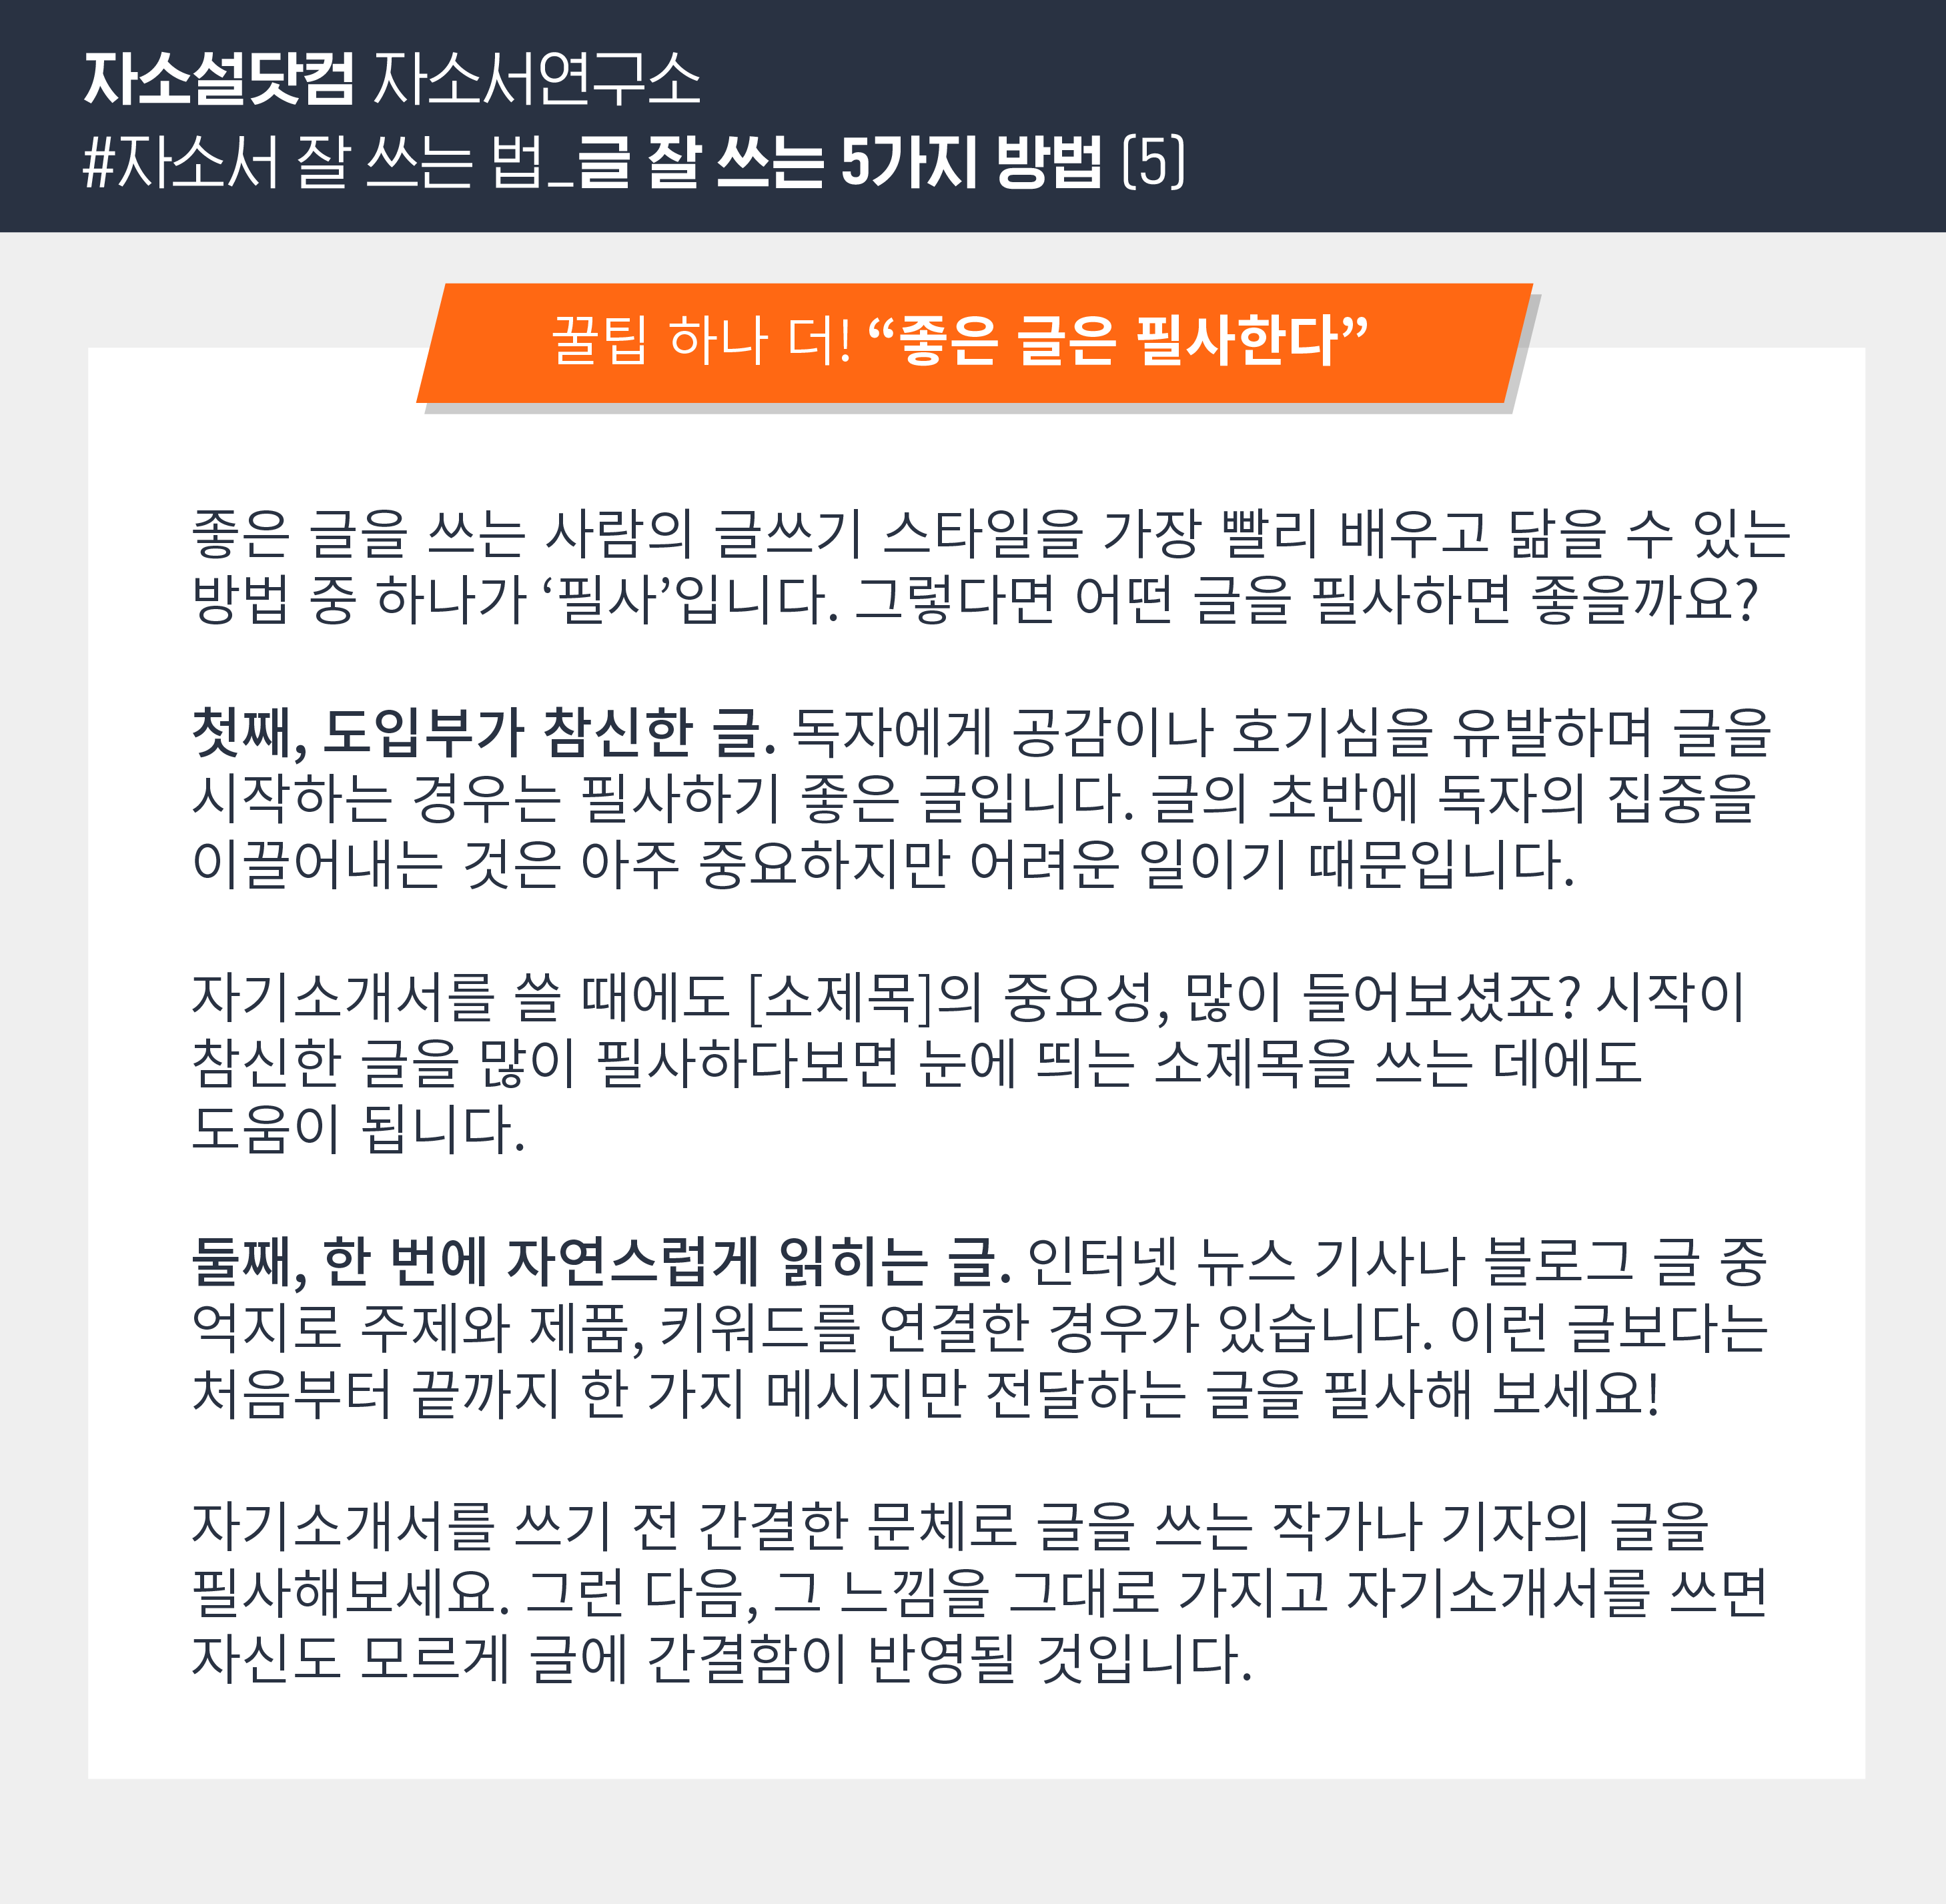 자소설닷컴 자소서연구소
#자소서 잘 쓰는 법_글 잘 쓰는 5가지 방법 (5)
꿀팁 하나 더! “좋은 글은 필사한다”
좋은 글을 쓰는 사람의 글쓰기 스타일을 가장 빨리 배우고 닮을 수 있는
방법 중 하나가 ‘필사’입니다. 그렇다면 어떤 글을 필사하면 좋을까요?
첫째, 도입부가 참신한 글. 독자에게 공감이나 호기심을 유발하며 글을
시작하는 경우는 필사하기 좋은 글입니다. 글의 초반에 독자의 집중을
이끌어내는 것은 아주 중요하지만 어려운 일이기 때문입니다.
자기소개서를 쓸 때에도 [소제목]의 중요성, 많이 들어보셨죠? 시작이
참신한 글을 많이 필사하다보면 눈에 띄는 소제목을 쓰는 데에도
도움이 됩니다.
둘째, 한 번에 자연스럽게 읽히는 글. 인터넷 뉴스 기사나 블로그 글 중
억지로 주제와 제품, 키워드를 연결한 경우가 있습니다. 이런 글보다는
처음부터 끝까지 한 가지 메시지만 전달하는 글을 필사해 보세요!
자기소개서를 쓰기 전 간결한 문체로 글을 쓰는 작가나 기자의 글을
필사해보세요. 그런 다음, 그 느낌을 그대로 가지고 자기소개서를 쓰면
자신도 모르게 글에 간결함이 반영될 것입니다.